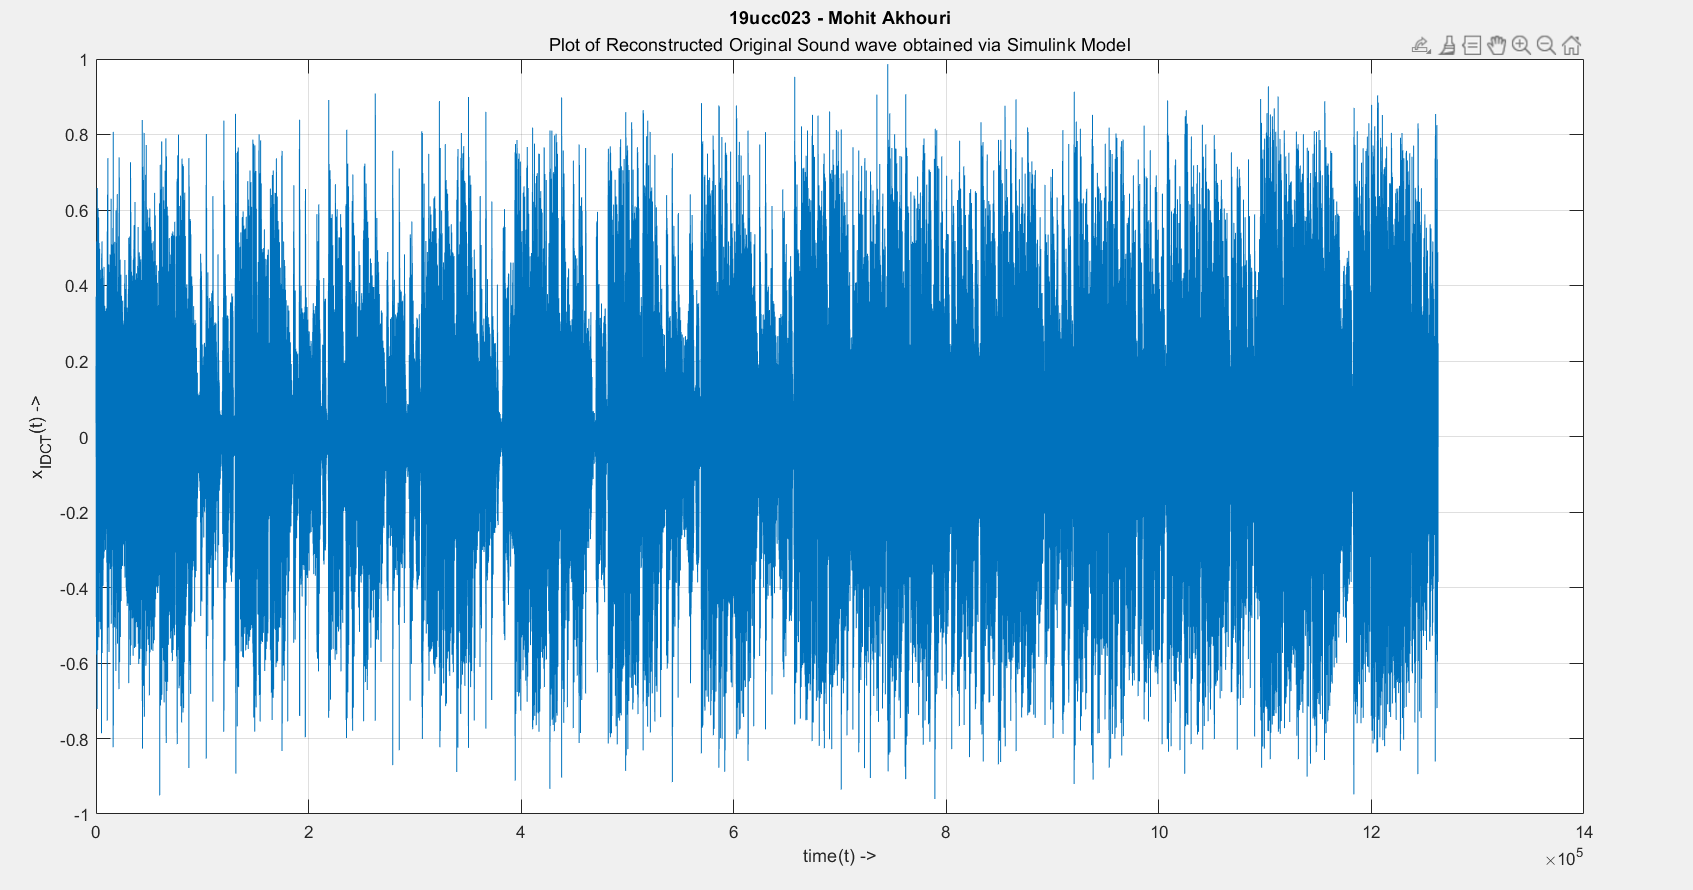 19ucc023 - Mohit Akhouri
Plot of Reconstructed Original Sound wave obtained via Simulink Model
1
0.8
0.6
0.4
0.2
0
-0.2
-0.4
-0.6
-0.8
-1
x_IDCT(t) ->
0 2 4 6 8 10 12 14
time(t) ->
×10^5